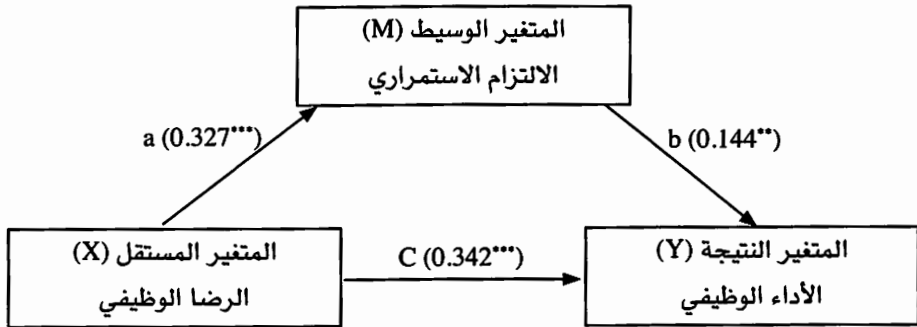 المتغير الوسيط (M)
الالتزام الاستمراري
a (0.327***)
b (0.144**)
المتغير المستقل (X)
الرضا الوظيفي
C (0.342***)
المتغير النتيجة (Y)
الأداء الوظيفي